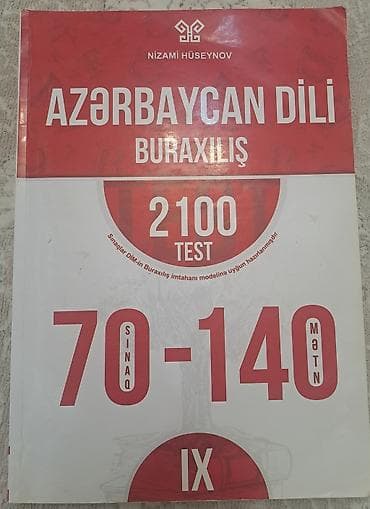 NİZAMİ HÜSEYNOV
AZƏRBAYCAN DİLİ
BURAXILIŞ
2100
TEST
Sınaqlar DİM-in Buraxılış imtahanı modelinə uyğun hazırlanmışdır
70 SINAQ - 140 MƏTN
IX